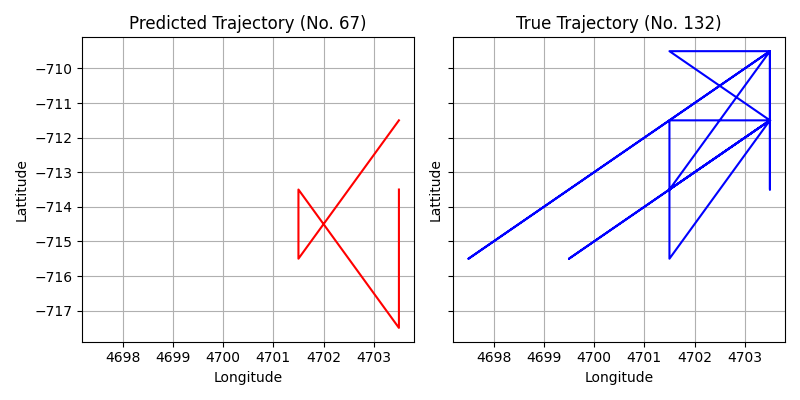 Predicted Trajectory (No. 67)
True Trajectory (No. 132)
−710
−711
−712
−713
−714
−715
−716
−717
Lattitude
Lattitude
4698 4699 4700 4701 4702 4703
4698 4699 4700 4701 4702 4703
Longitude
Longitude